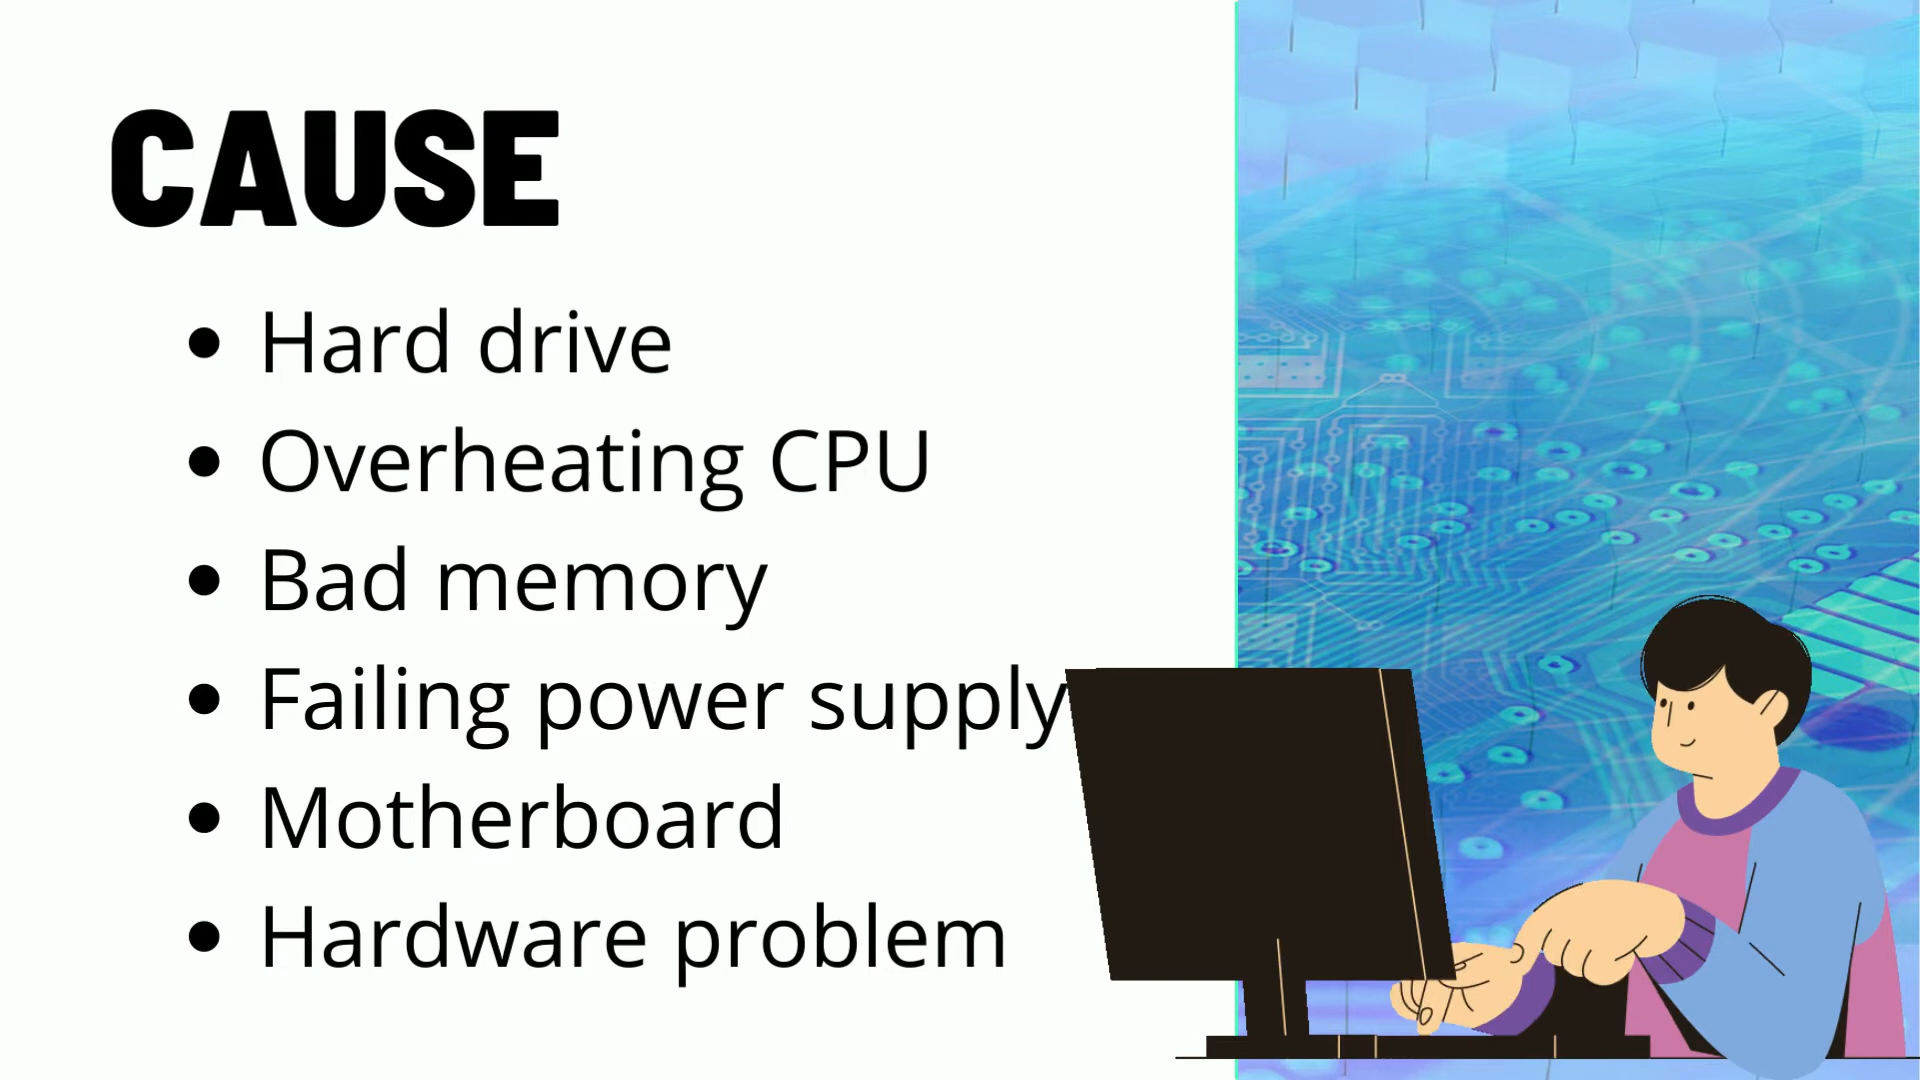 CAUSE
• Hard drive
• Overheating CPU
• Bad memory
• Failing power supply
• Motherboard
• Hardware problem